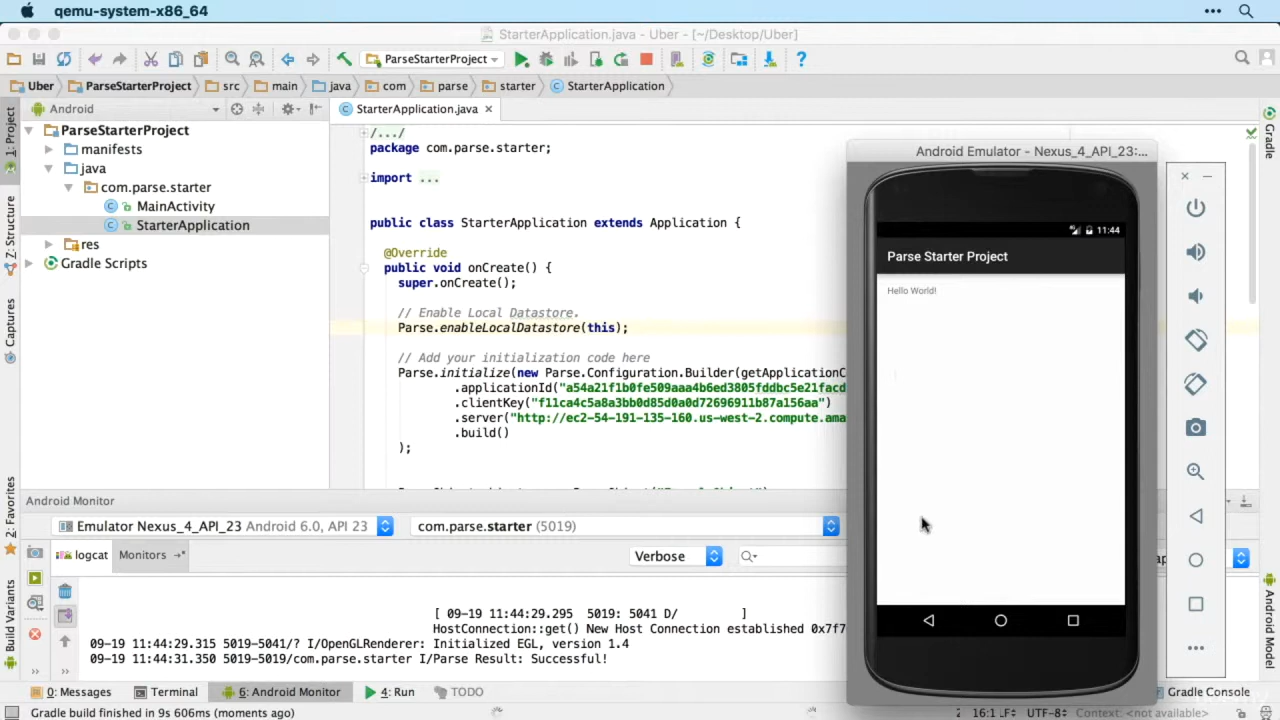 qemu-system-x86_64
StarterApplication.java - Uber - [~/Desktop/Uber]
ParseStarterProject
Uber ParseStarterProject src main java com parse starter StarterApplication
Android
StarterApplication.java
1: Project
Z: Structure
Captures
2: Favorites
Build Variants
ParseStarterProject
manifests
java
com.parse.starter
MainActivity
StarterApplication
res
Gradle Scripts
/.../
package com.parse.starter;
import ...
public class StarterApplication extends Application {
@Override
public void onCreate() {
super.onCreate();
// Enable Local Datastore.
Parse.enableLocalDatastore(this);
// Add your initialization code here
Parse.initialize(new Parse.Configuration.Builder(getApplicationC
.applicationId("a54a21f1b0fe509aaa4b6ed3805fddbc5e21facd
.clientKey("f11ca4c5a8a3bb0d85d0a0d72696911b87a156aa")
.server("http://ec2-54-191-135-160.us-west-2.compute.ama
.build()
);
Android Emulator - Nexus_4_API_23:...
11:44
Parse Starter Project
Hello World!
Gradle
Android Model
Android Monitor
Emulator Nexus_4_API_23 Android 6.0, API 23
com.parse.starter (5019)
logcat
Monitors
Verbose
[ 09-19 11:44:29.295 5019: 5041 D/ ]
HostConnection::get() New Host Connection established 0x7f7
09-19 11:44:29.315 5019-5041/? I/OpenGLRenderer: Initialized EGL, version 1.4
09-19 11:44:31.350 5019-5019/com.parse.starter I/Parse Result: Successful!
0: Messages
Terminal
6: Android Monitor
4: Run
TODO
Gradle Console
Gradle build finished in 9s 606ms (moments ago)
16:1 LF÷ UTF-8÷ Context: <not available>